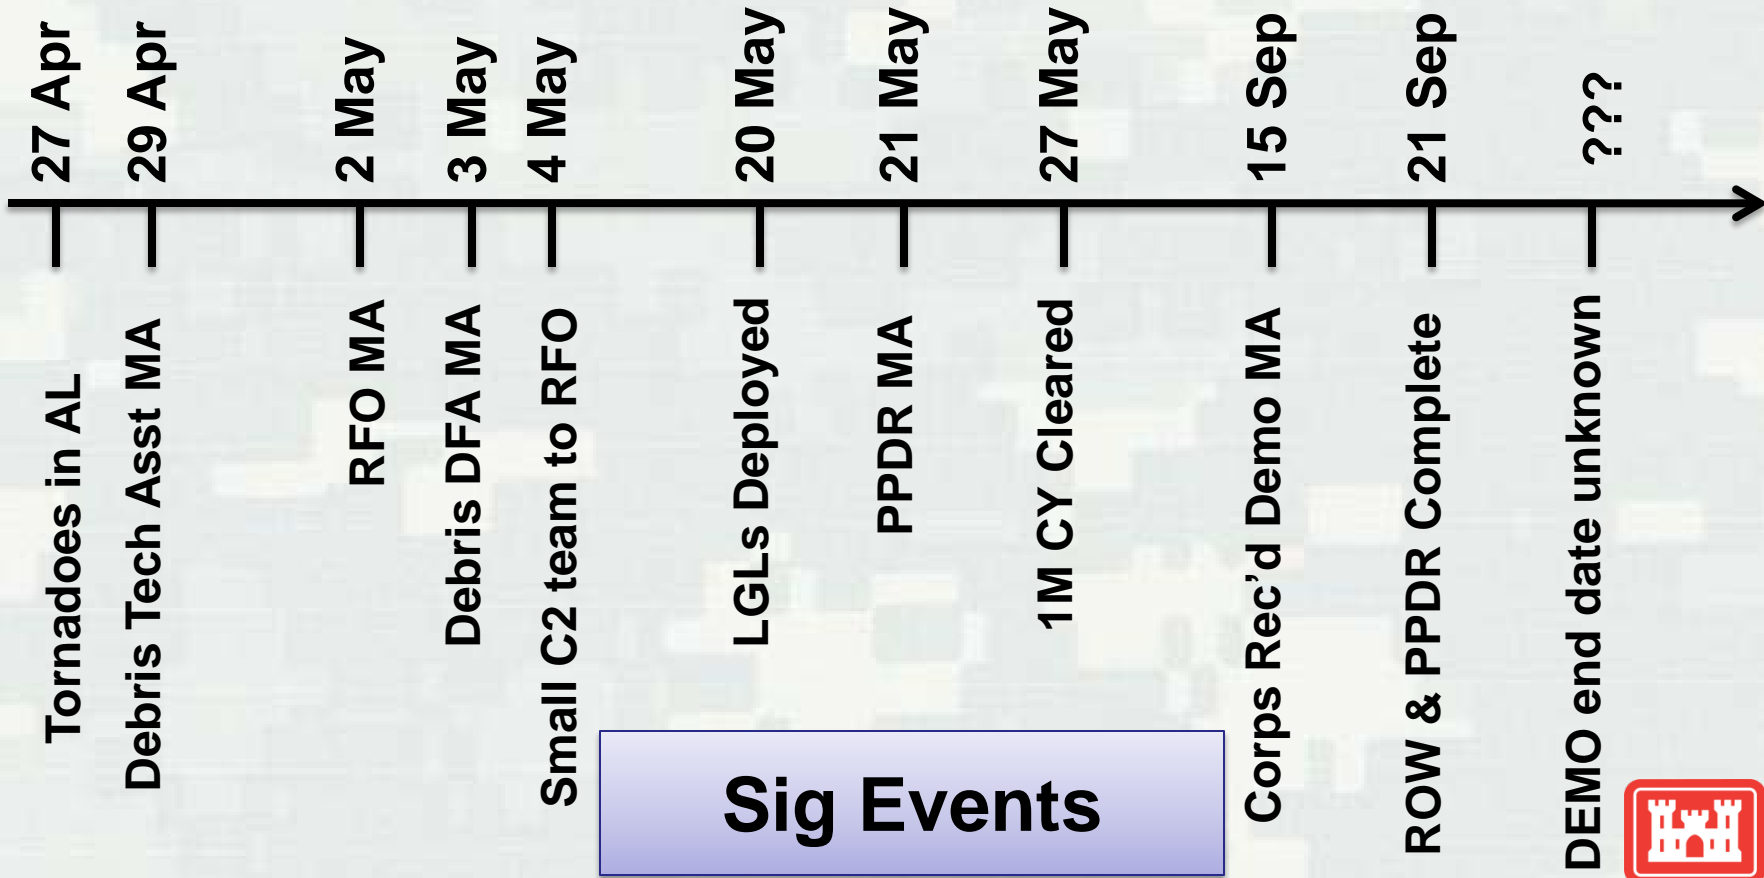 27 Apr
29 Apr
2 May
3 May
4 May
20 May
21 May
27 May
15 Sep
21 Sep
???
Tornadoes in AL
Debris Tech Asst MA
RFO MA
Debris DFA MA
Small C2 team to RFO
LGLs Deployed
PPDR MA
1M CY Cleared
Corps Rec’d Demo MA
ROW & PPDR Complete
DEMO end date unknown
Sig Events